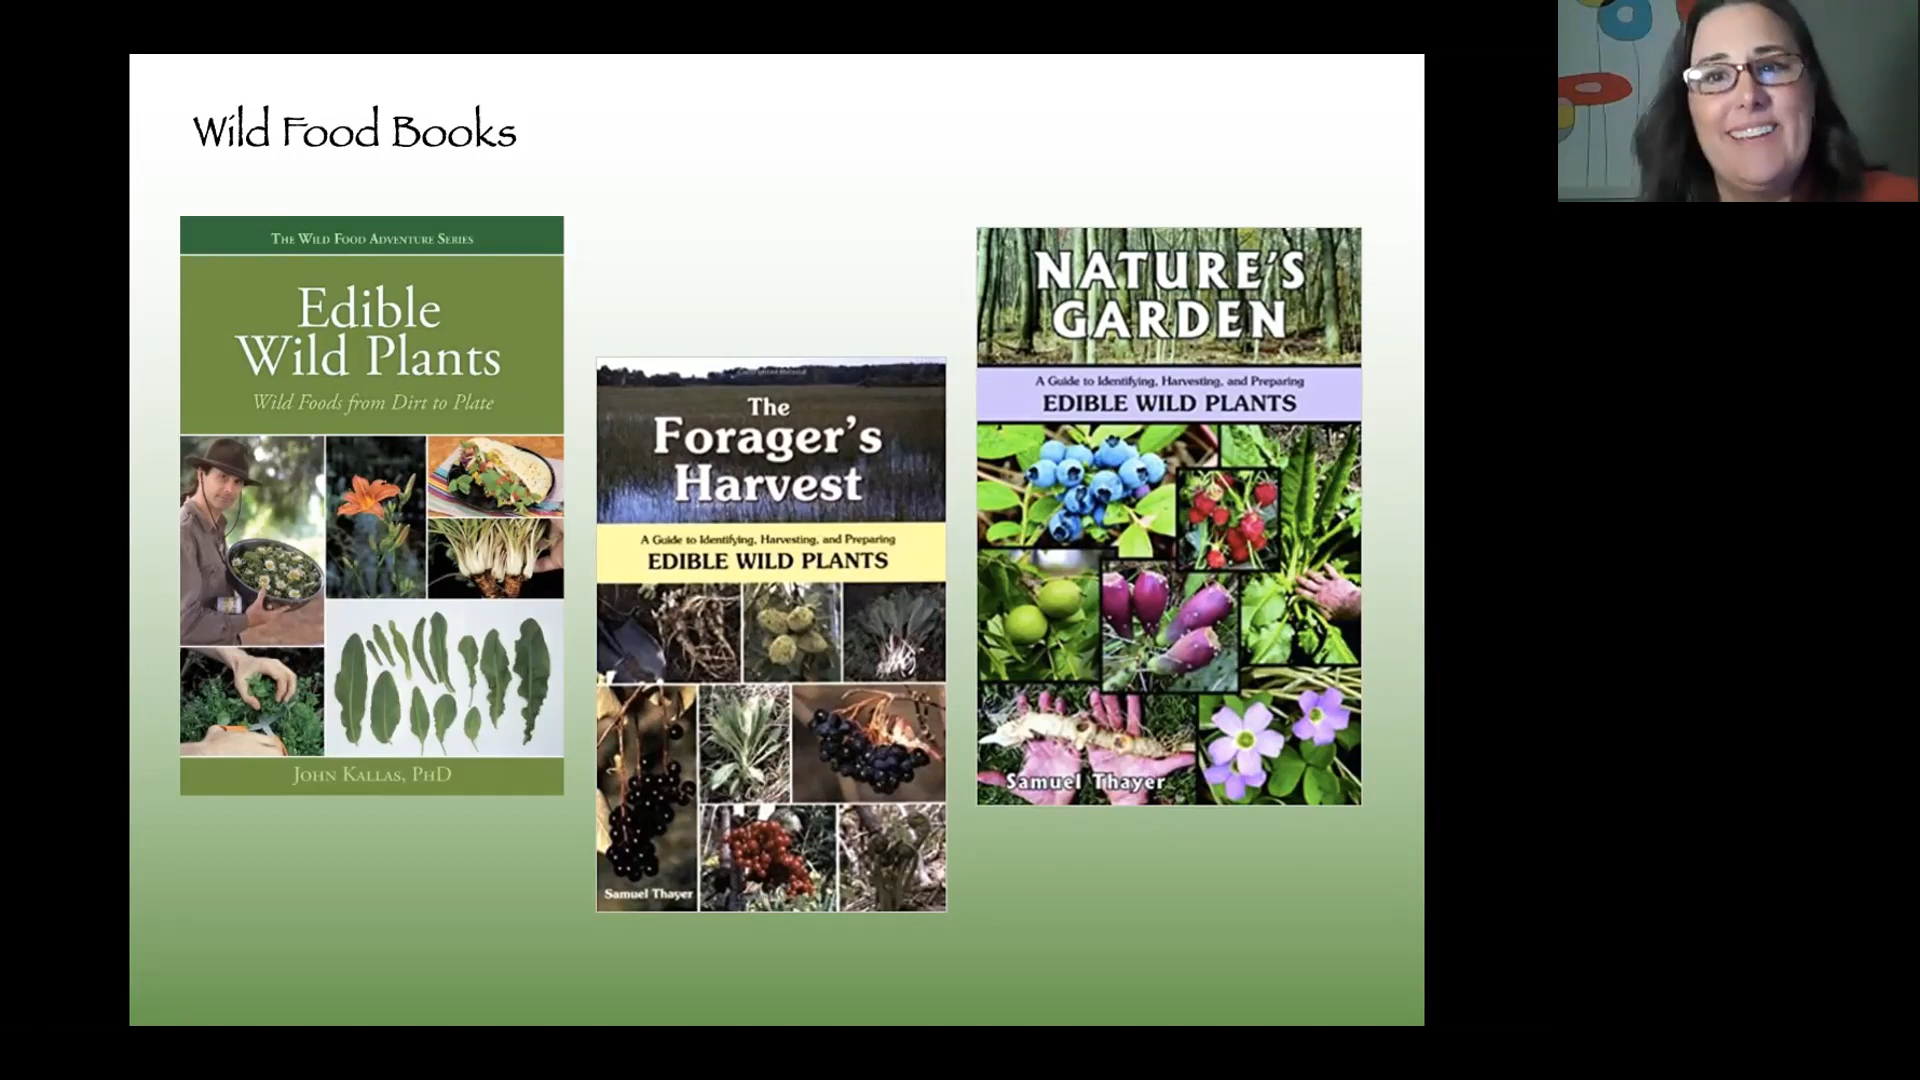 Wild Food Books
THE WILD FOOD ADVENTURE SERIES
Edible
Wild Plants
Wild Foods from Dirt to Plate
JOHN KALLAS, PHD
The
Forager's
Harvest
A Guide to Identifying, Harvesting, and Preparing
EDIBLE WILD PLANTS
Samuel Thayer
NATURE'S
GARDEN
A Guide to Identifying, Harvesting, and Preparing
EDIBLE WILD PLANTS
Samuel Thayer